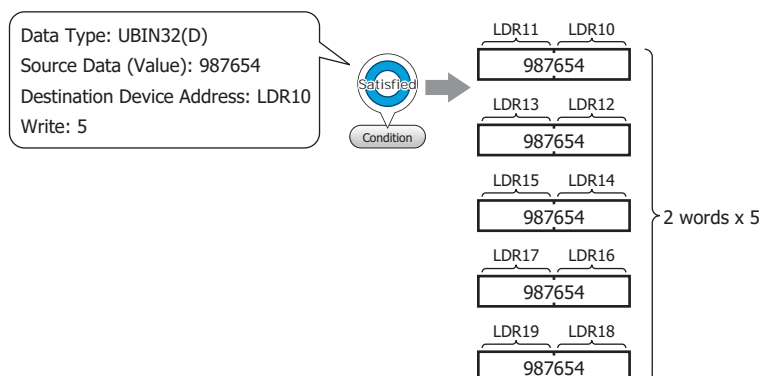 Data Type: UBIN32(D)
Source Data (Value): 987654
Destination Device Address: LDR10
Write: 5
Satisfied
Condition
LDR11 LDR10
987654
LDR13 LDR12
987654
LDR15 LDR14
987654
LDR17 LDR16
987654
LDR19 LDR18
987654
2 words x 5